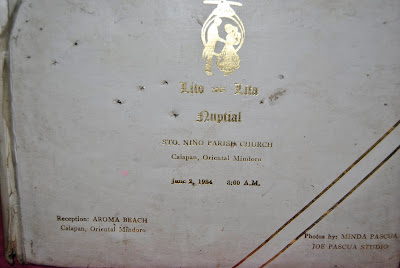 Lito and Lita
Nuptial
STO. NIÑO PARISH CHURCH
Calapan, Oriental Mindoro
June 2, 1984 8:00 A.M.
Reception: AROMA BEACH
Calapan, Oriental Mindoro
Photos by: MINDA PASCUA
JOE PASCUA STUDIO